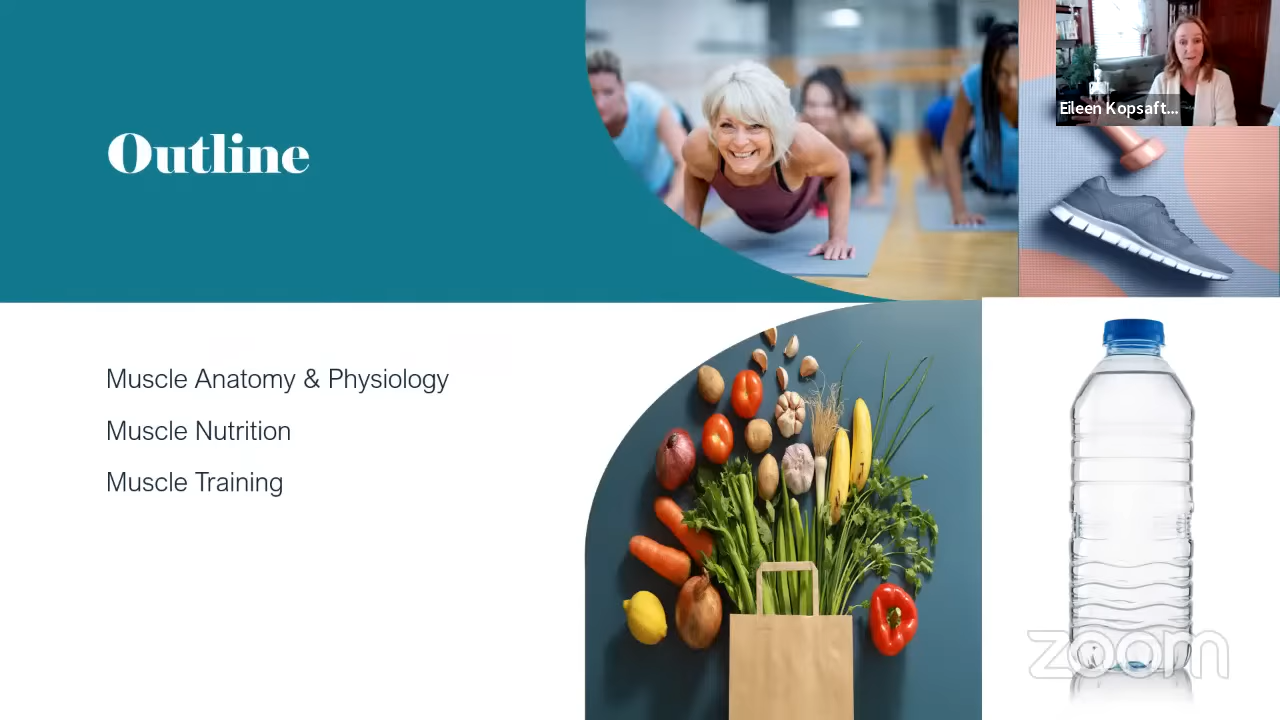 Outline
Eileen Kopsaft...
Muscle Anatomy & Physiology
Muscle Nutrition
Muscle Training
zoom